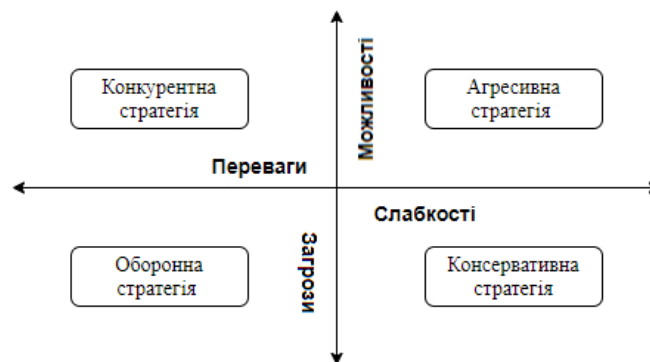 Конкурентна
стратегія
Можливості
Агресивна
стратегія
Переваги
Слабкості
Оборонна
стратегія
Загрози
Консервативна
стратегія